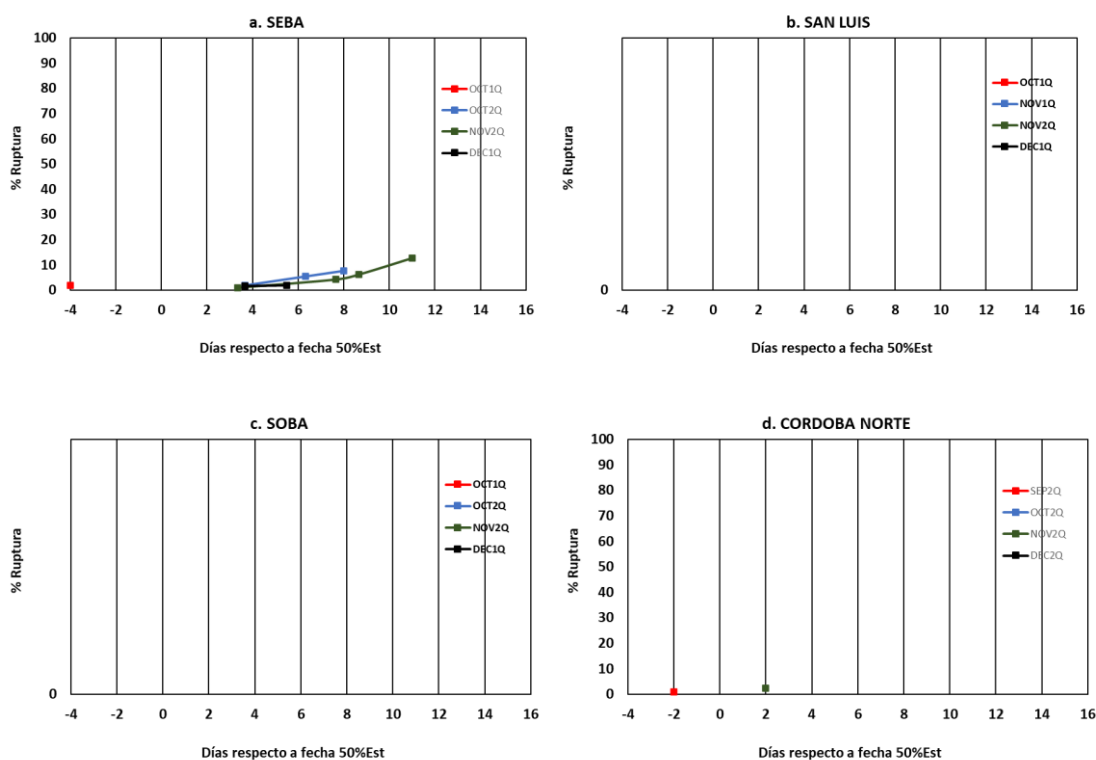 a. SEBA
100
90
80
70
60
50
40
30
20
10
0
% Ruptura
OCT1Q
OCT2Q
NOV2Q
DEC1Q
-4 -2 0 2 4 6 8 10 12 14 16
Días respecto a fecha 50%Est
b. SAN LUIS
% Ruptura
OCT1Q
NOV1Q
NOV2Q
DEC1Q
0
-4 -2 0 2 4 6 8 10 12 14 16
Días respecto a fecha 50%Est
c. SOBA
% Ruptura
OCT1Q
OCT2Q
NOV2Q
DEC1Q
0
-4 -2 0 2 4 6 8 10 12 14 16
Días respecto a fecha 50%Est
d. CORDOBA NORTE
100
90
80
70
60
50
40
30
20
10
0
% Ruptura
SEP2Q
OCT2Q
NOV2Q
DEC2Q
-4 -2 0 2 4 6 8 10 12 14 16
Días respecto a fecha 50%Est